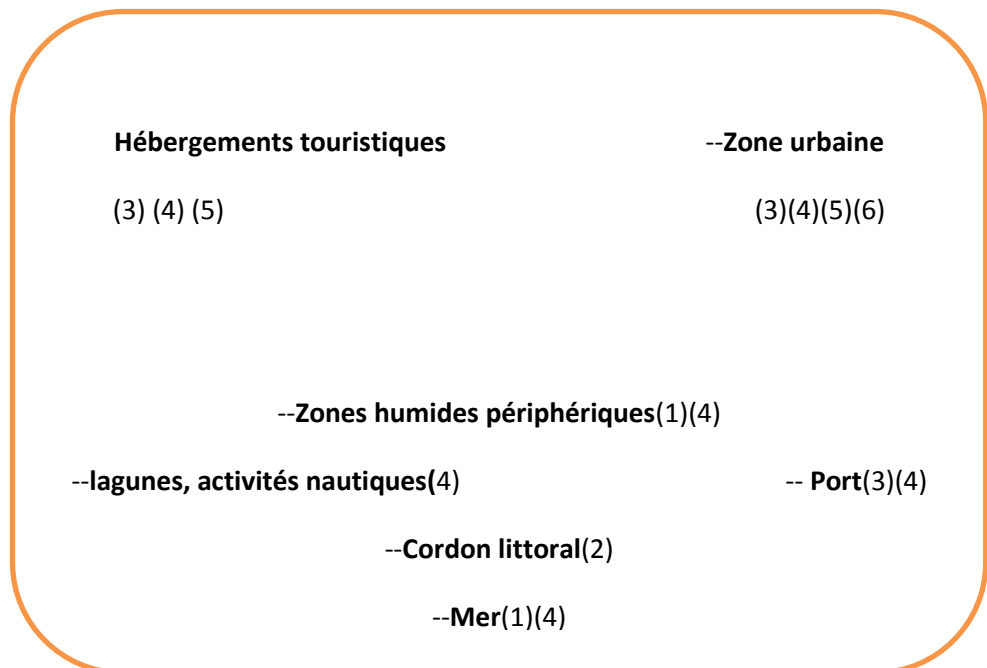 Hébergements touristiques --Zone urbaine
(3) (4) (5) (3)(4)(5)(6)
--Zones humides périphériques(1)(4)
--lagunes, activités nautiques(4) -- Port(3)(4)
--Cordon littoral(2)
--Mer(1)(4)